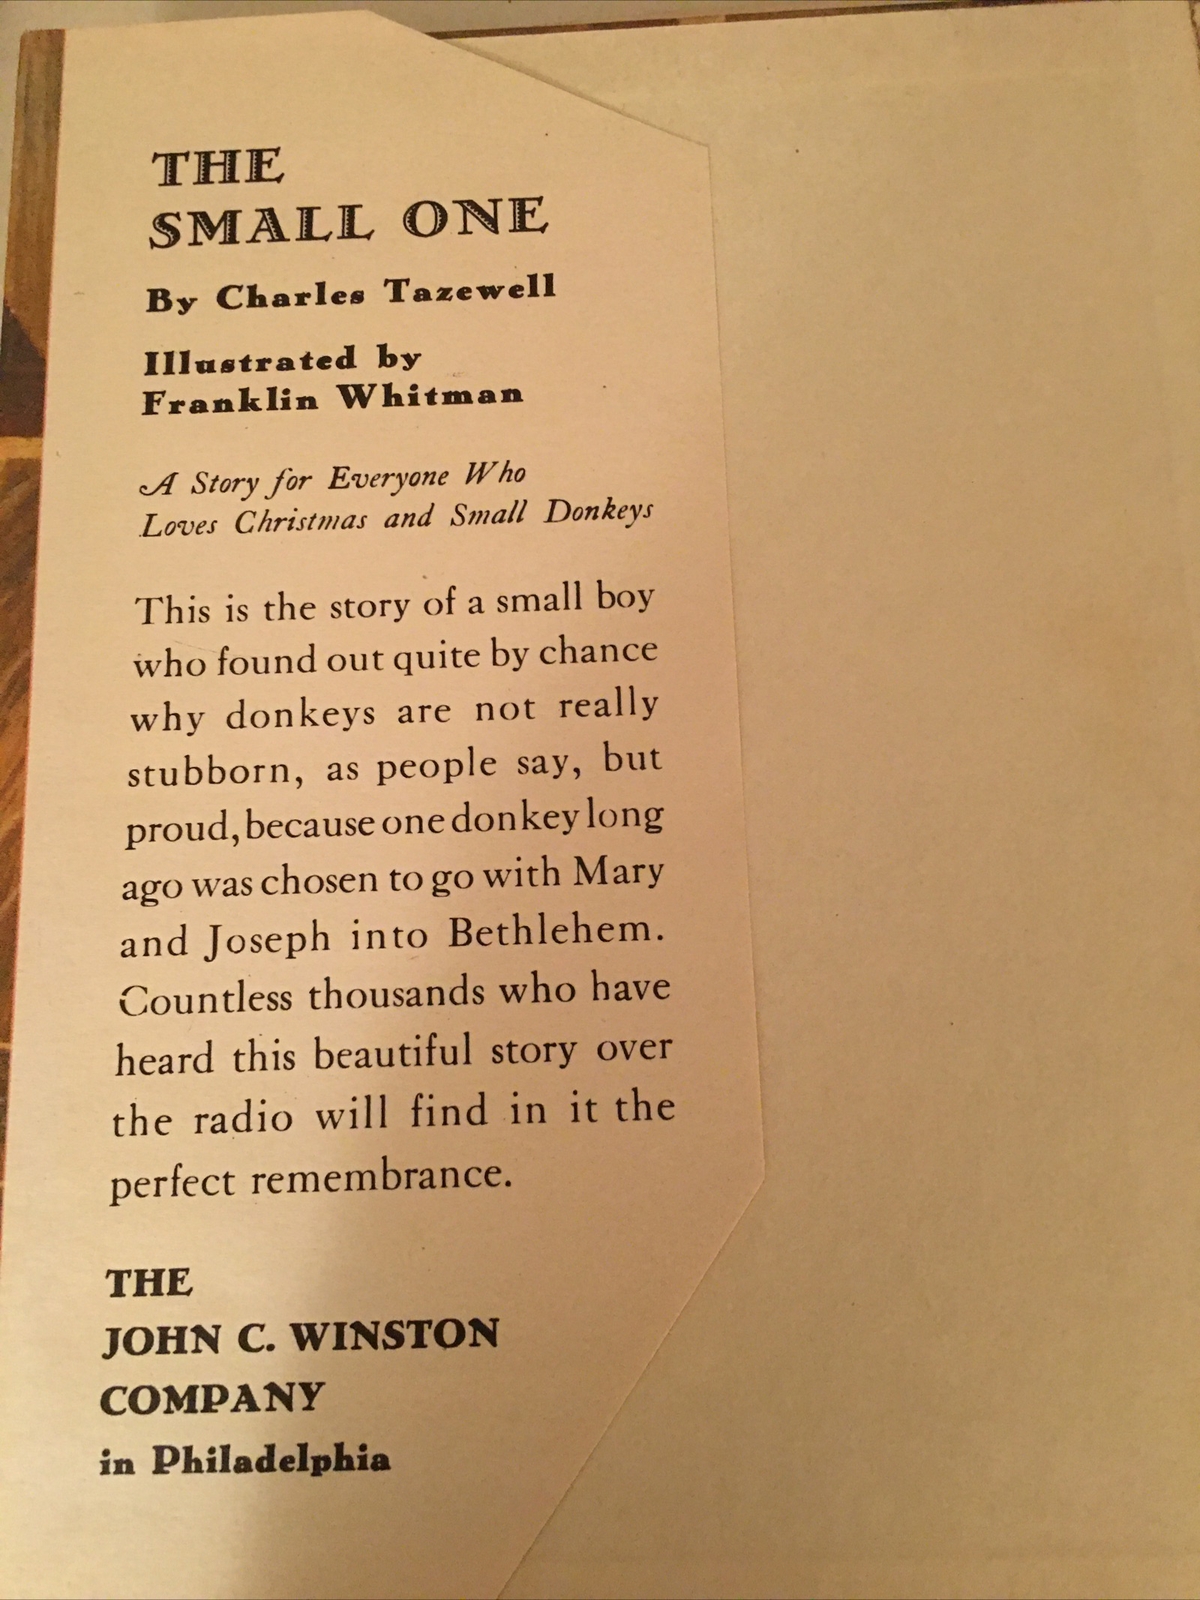 THE
SMALL ONE
By Charles Tazewell
Illustrated by
Franklin Whitman
A Story for Everyone Who
Loves Christmas and Small Donkeys
This is the story of a small boy
who found out quite by chance
why donkeys are not really
stubborn, as people say, but
proud, because one donkey long
ago was chosen to go with Mary
and Joseph into Bethlehem.
Countless thousands who have
heard this beautiful story over
the radio will find in it the
perfect remembrance.
THE
JOHN C. WINSTON
COMPANY
in Philadelphia